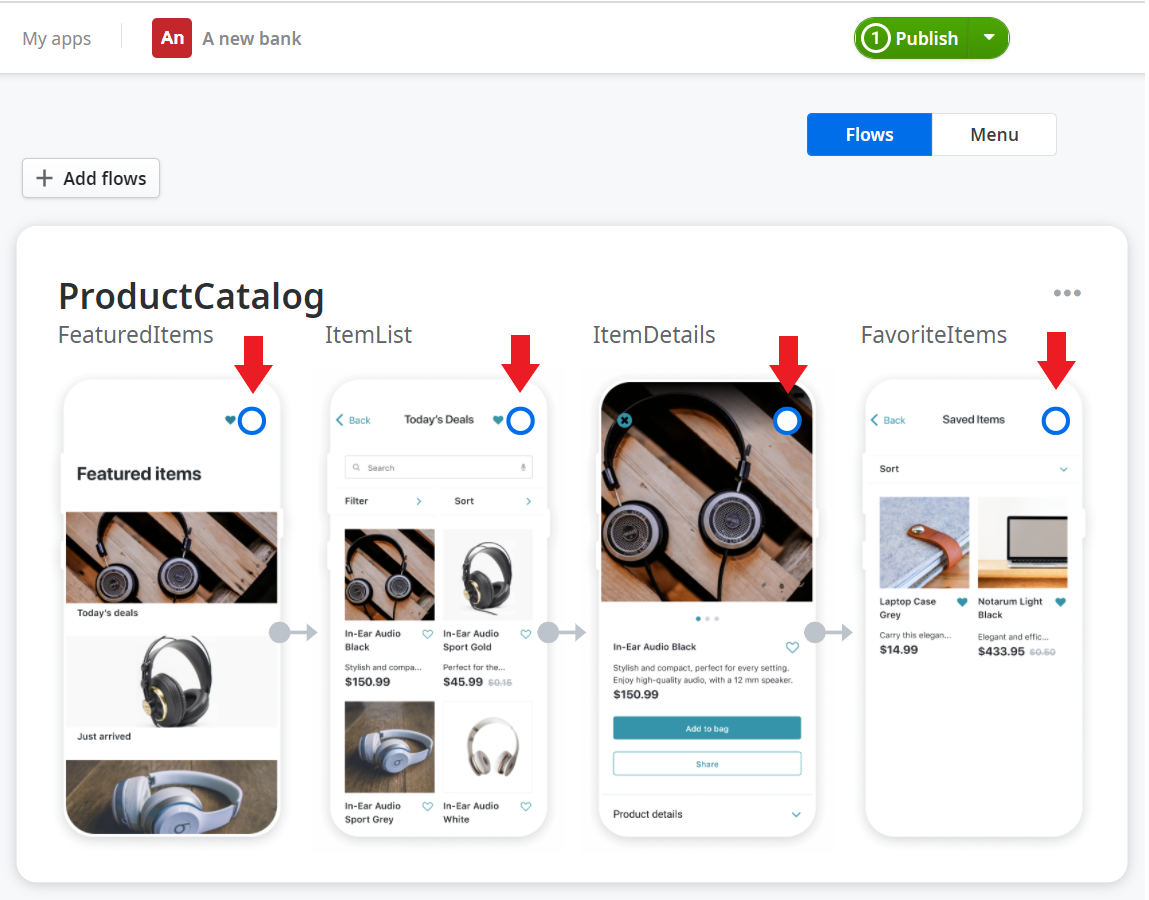 My apps
An
A new bank
1
Publish
Flows
Menu
+ Add flows
ProductCatalog
FeaturedItems
ItemList
ItemDetails
FavoriteItems
Featured items
Today's deals
Just arrived
Back
Today's Deals
Search
Filter
Sort
In-Ear Audio
Black
Stylish and compa...
$150.99
In-Ear Audio
Sport Gold
Perfect for the...
$45.99 $0.15
In-Ear Audio
Sport Grey
In-Ear Audio
White
In-Ear Audio Black
Stylish and compact, perfect for every setting.
Enjoy high-quality audio, with a 12 mm speaker.
$150.99
Add to bag
Share
Product details
Back
Saved Items
Sort
Laptop Case
Grey
Carry this elegan...
$14.99
Notarum Light
Black
Elegant and effic...
$433.95 $0.50